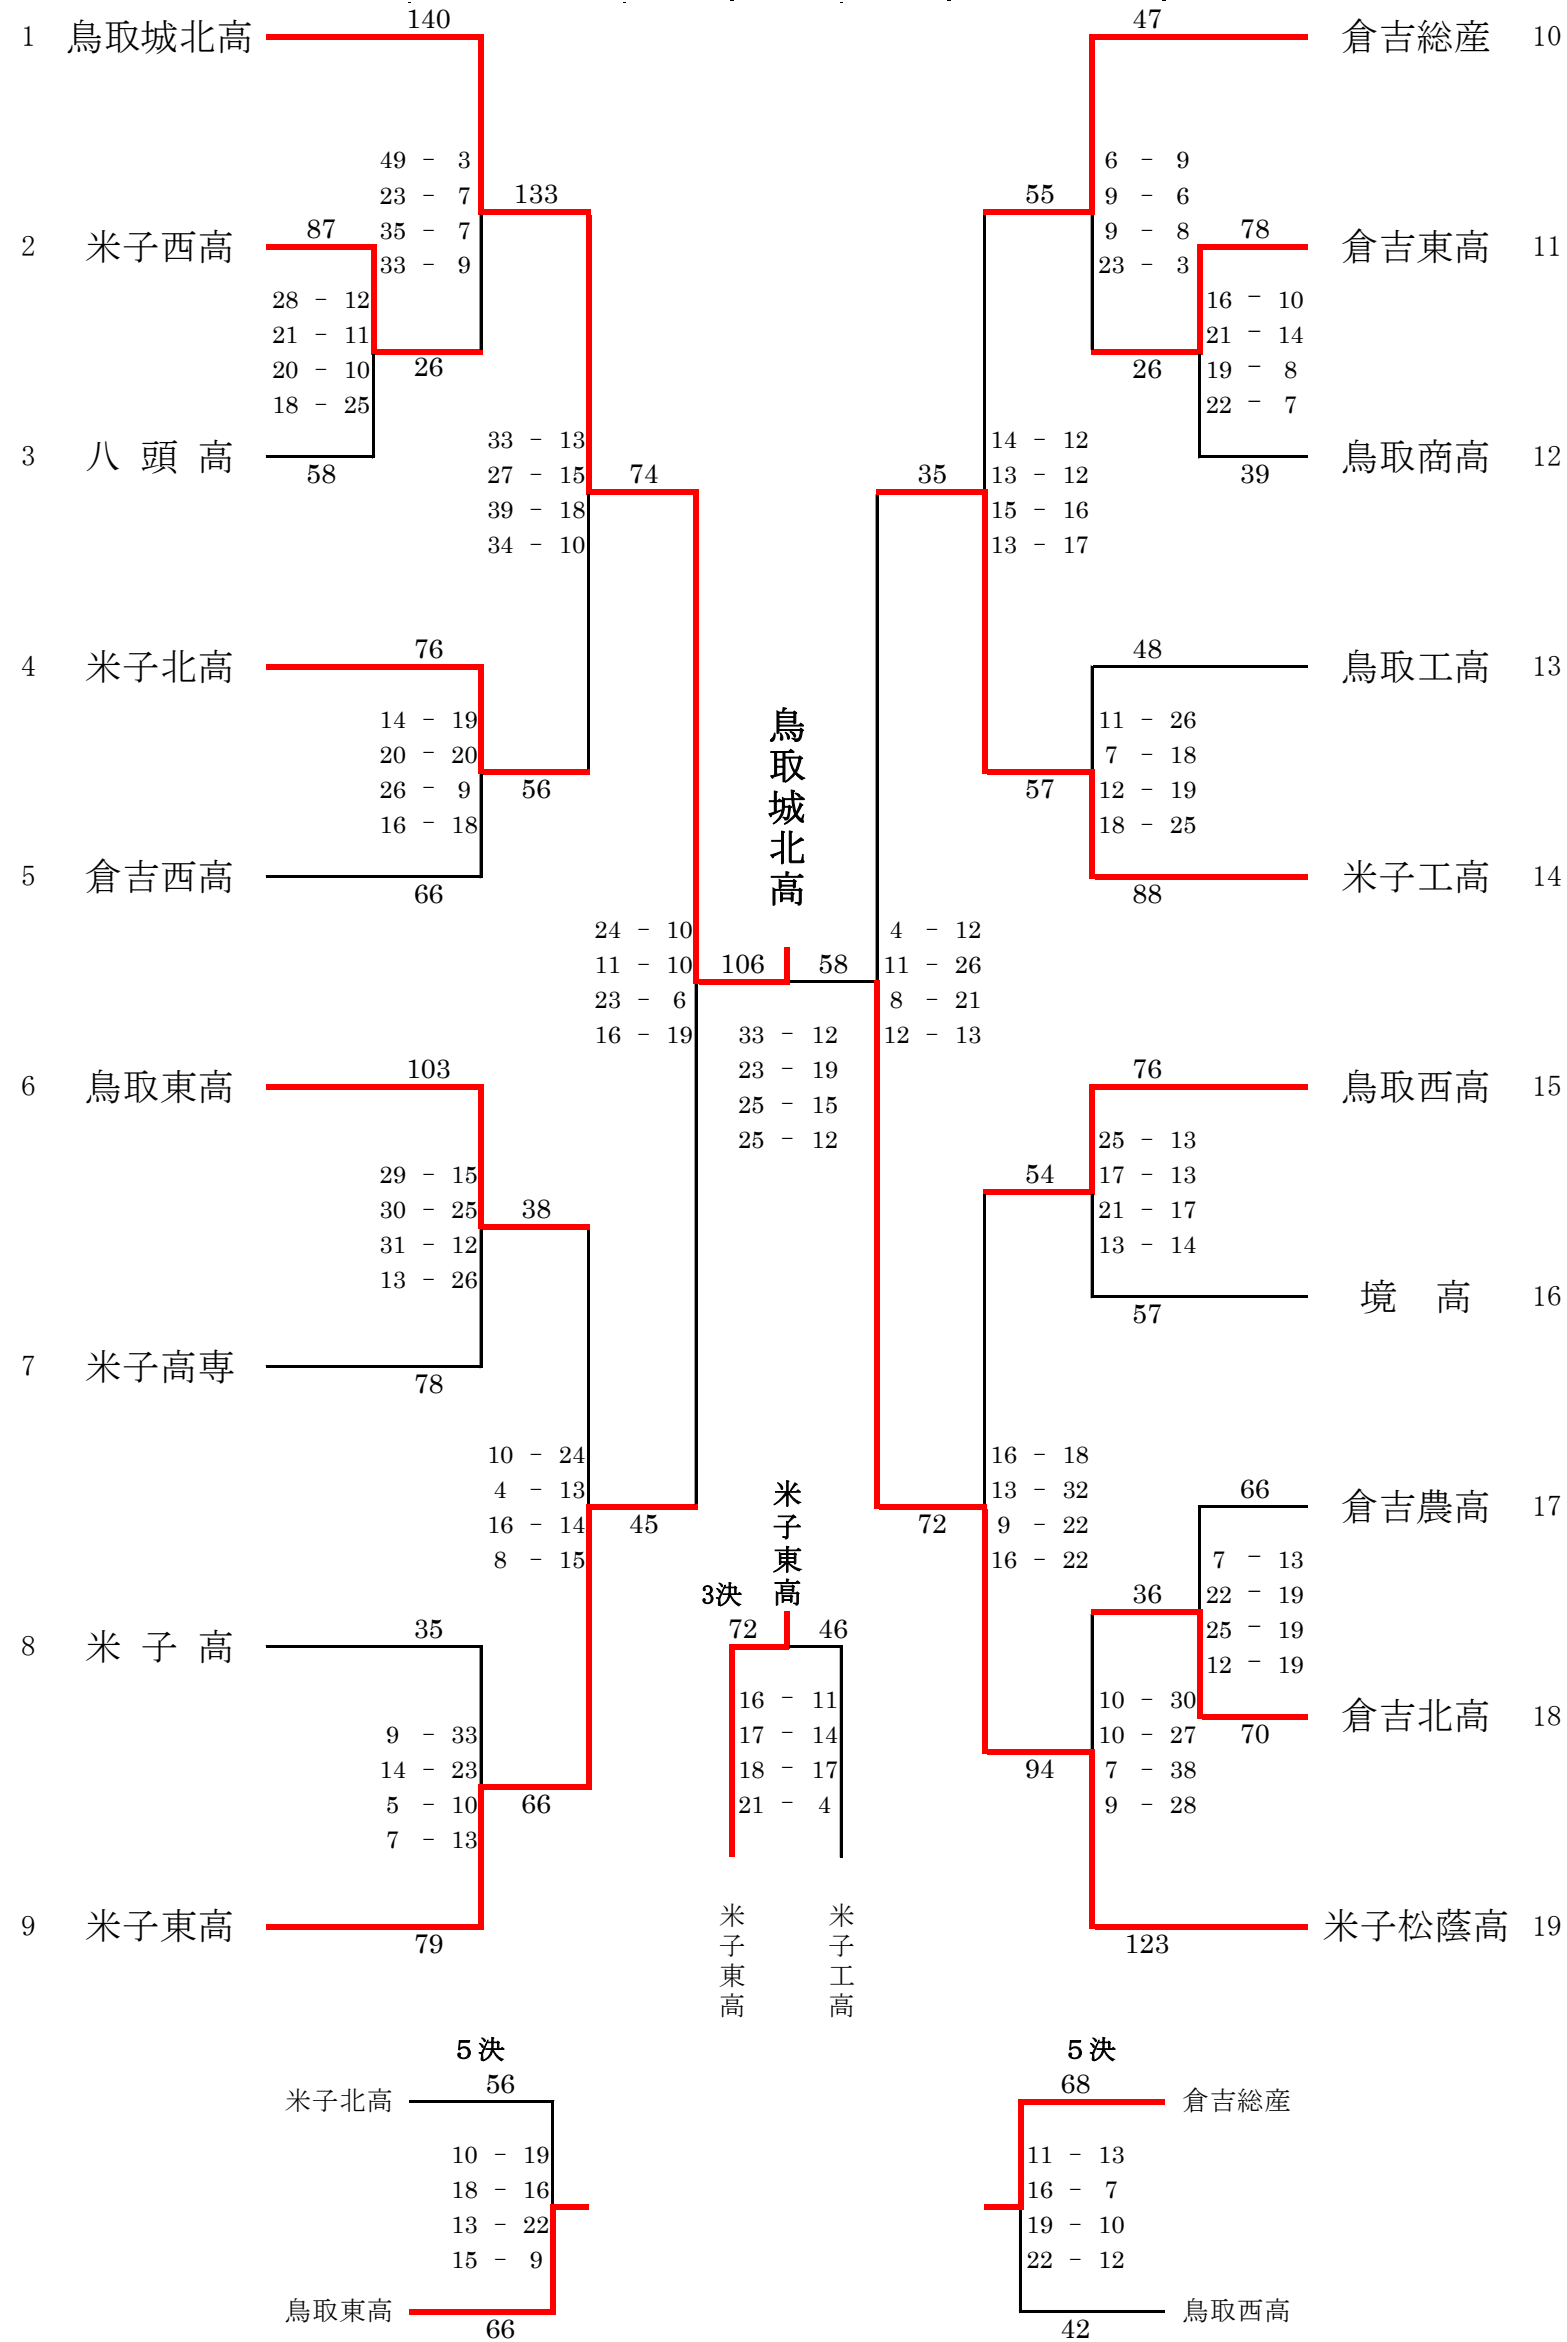 140 47
1 鳥取城北高 倉吉総産 10
49 - 3 6 - 9
23 - 7 133 55 9 - 6
87 35 - 7 9 - 8 78
2 米子西高 倉吉東高 11
33 - 9 23 - 3
28 - 12 16 - 10
21 - 11 21 - 14
20 - 10 26 26 19 - 8
18 - 25 22 - 7
33 - 13 14 - 12
3 八頭高 鳥取商高 12
58 27 - 15 74 35 13 - 12 39
39 - 18 15 - 16
34 - 10 13 - 17
76 48
4 米子北高 鳥取工高 13
14 - 19 11 - 26
20 - 20 7 - 18
26 - 9 56 57 12 - 19
16 - 18 18 - 25
鳥取城北高
5 倉吉西高 米子工高 14
66 88
24 - 10 4 - 12
11 - 10 106 58 11 - 26
23 - 6 8 - 21
16 - 19 33 - 12 12 - 13
103 23 - 19 76
6 鳥取東高 鳥取西高 15
25 - 15
25 - 12 25 - 13
29 - 15 54 17 - 13
30 - 25 38 21 - 17
31 - 12 13 - 14
13 - 26
境高 16
57
7 米子高専
78
10 - 24 16 - 18
4 - 13 13 - 32 66
倉吉農高 17
16 - 14 45 72 9 - 22
8 - 15 16 - 22 7 - 13
米子東高
3決 36 22 - 19
35 72 46 25 - 19
8 米子高
12 - 19
16 - 11 10 - 30
倉吉北高 18
9 - 33 17 - 14 10 - 27 70
14 - 23 18 - 17 94 7 - 38
5 - 10 66 21 - 4 9 - 28
7 - 13
9 米子東高 米子松蔭高 19
79 123
米子東高 米子工高
5決 5決
56 68
米子北高 倉吉総産
10 - 19 11 - 13
18 - 16 16 - 7
13 - 22 19 - 10
15 - 9 22 - 12
鳥取東高 鳥取西高
66 42